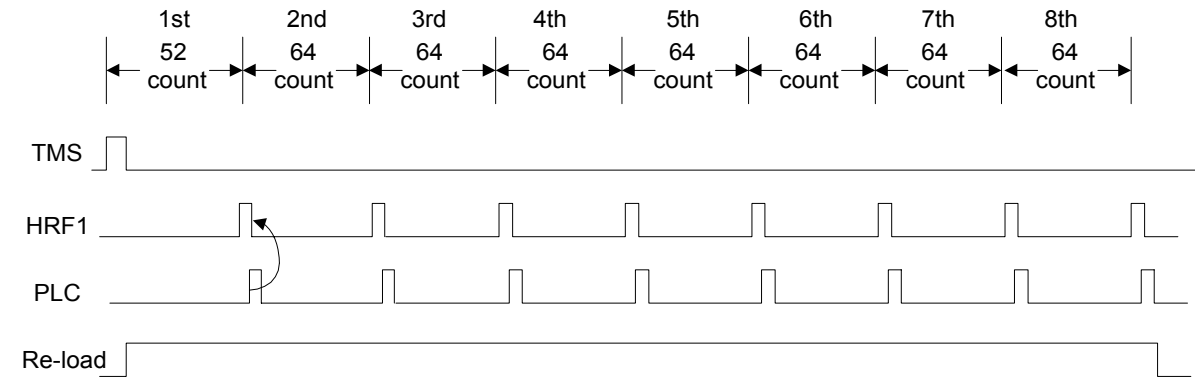 1st 2nd 3rd 4th 5th 6th 7th 8th
52 64 64 64 64 64 64 64
count count count count count count count count
TMS
HRF1
PLC
Re-load